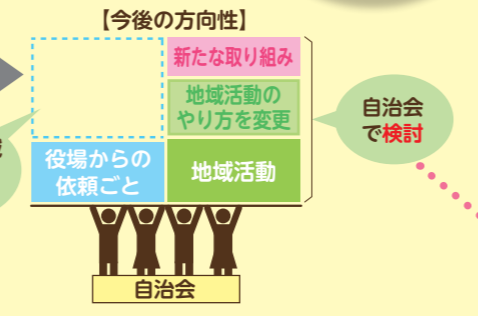 【今後の方向性】
新たな取り組み
地域活動の
やり方を変更
役場からの
依頼ごと
地域活動
自治会
で検討
自治会